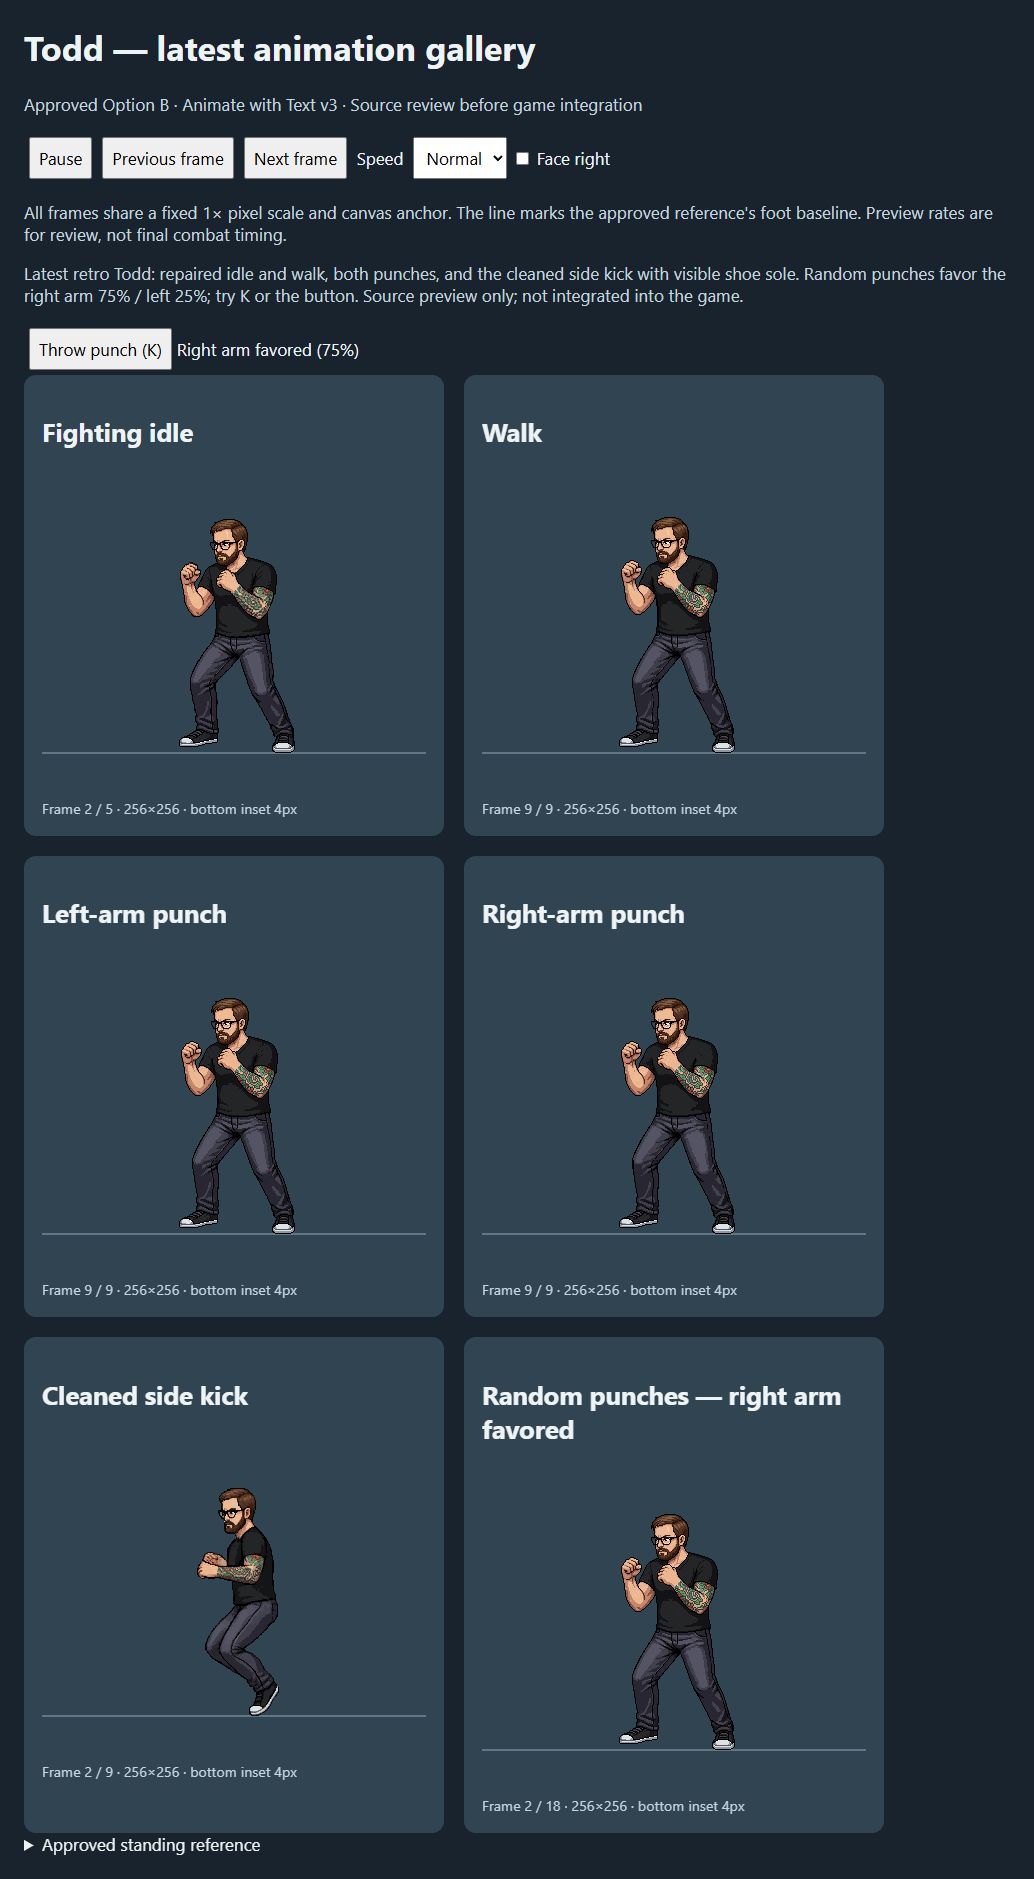 Todd — latest animation gallery
Approved Option B · Animate with Text v3 · Source review before game integration
Pause Previous frame Next frame Speed Normal Face right
All frames share a fixed 1× pixel scale and canvas anchor. The line marks the approved reference's foot baseline. Preview rates are
for review, not final combat timing.
Latest retro Todd: repaired idle and walk, both punches, and the cleaned side kick with visible shoe sole. Random punches favor the
right arm 75% / left 25%; try K or the button. Source preview only; not integrated into the game.
Throw punch (K) Right arm favored (75%)
Fighting idle
Frame 2 / 5 · 256×256 · bottom inset 4px
Walk
Frame 9 / 9 · 256×256 · bottom inset 4px
Left-arm punch
Frame 9 / 9 · 256×256 · bottom inset 4px
Right-arm punch
Frame 9 / 9 · 256×256 · bottom inset 4px
Cleaned side kick
Frame 2 / 9 · 256×256 · bottom inset 4px
Random punches — right arm
favored
Frame 2 / 18 · 256×256 · bottom inset 4px
Approved standing reference